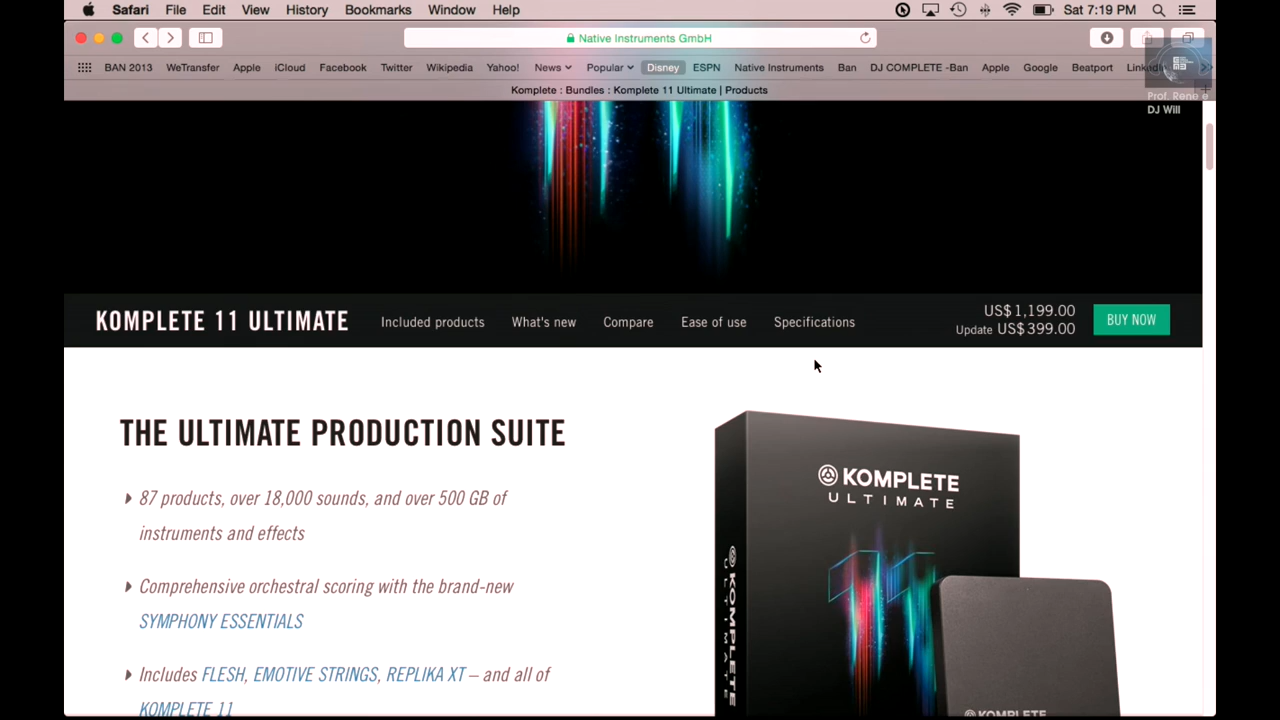 Safari File Edit View History Bookmarks Window Help Sat 7:19 PM
Native Instruments GmbH
BAN 2013 WeTransfer Apple iCloud Facebook Twitter Wikipedia Yahoo! News Popular Disney ESPN Native Instruments Ban DJ COMPLETE -Ban Apple Google Beatport
Komplete : Bundles : Komplete 11 Ultimate | Products
Prof. Rene
DJ Will
KOMPLETE 11 ULTIMATE Included products What's new Compare Ease of use Specifications
US$ 1,199.00
Update US$ 399.00
BUY NOW
THE ULTIMATE PRODUCTION SUITE
87 products, over 18,000 sounds, and over 500 GB of
instruments and effects
Comprehensive orchestral scoring with the brand-new
SYMPHONY ESSENTIALS
Includes FLESH, EMOTIVE STRINGS, REPLIKA XT – and all of
KOMPLETE 11
KOMPLETE
ULTIMATE
KOMPLETE
ULTIMATE
KOMPLETE